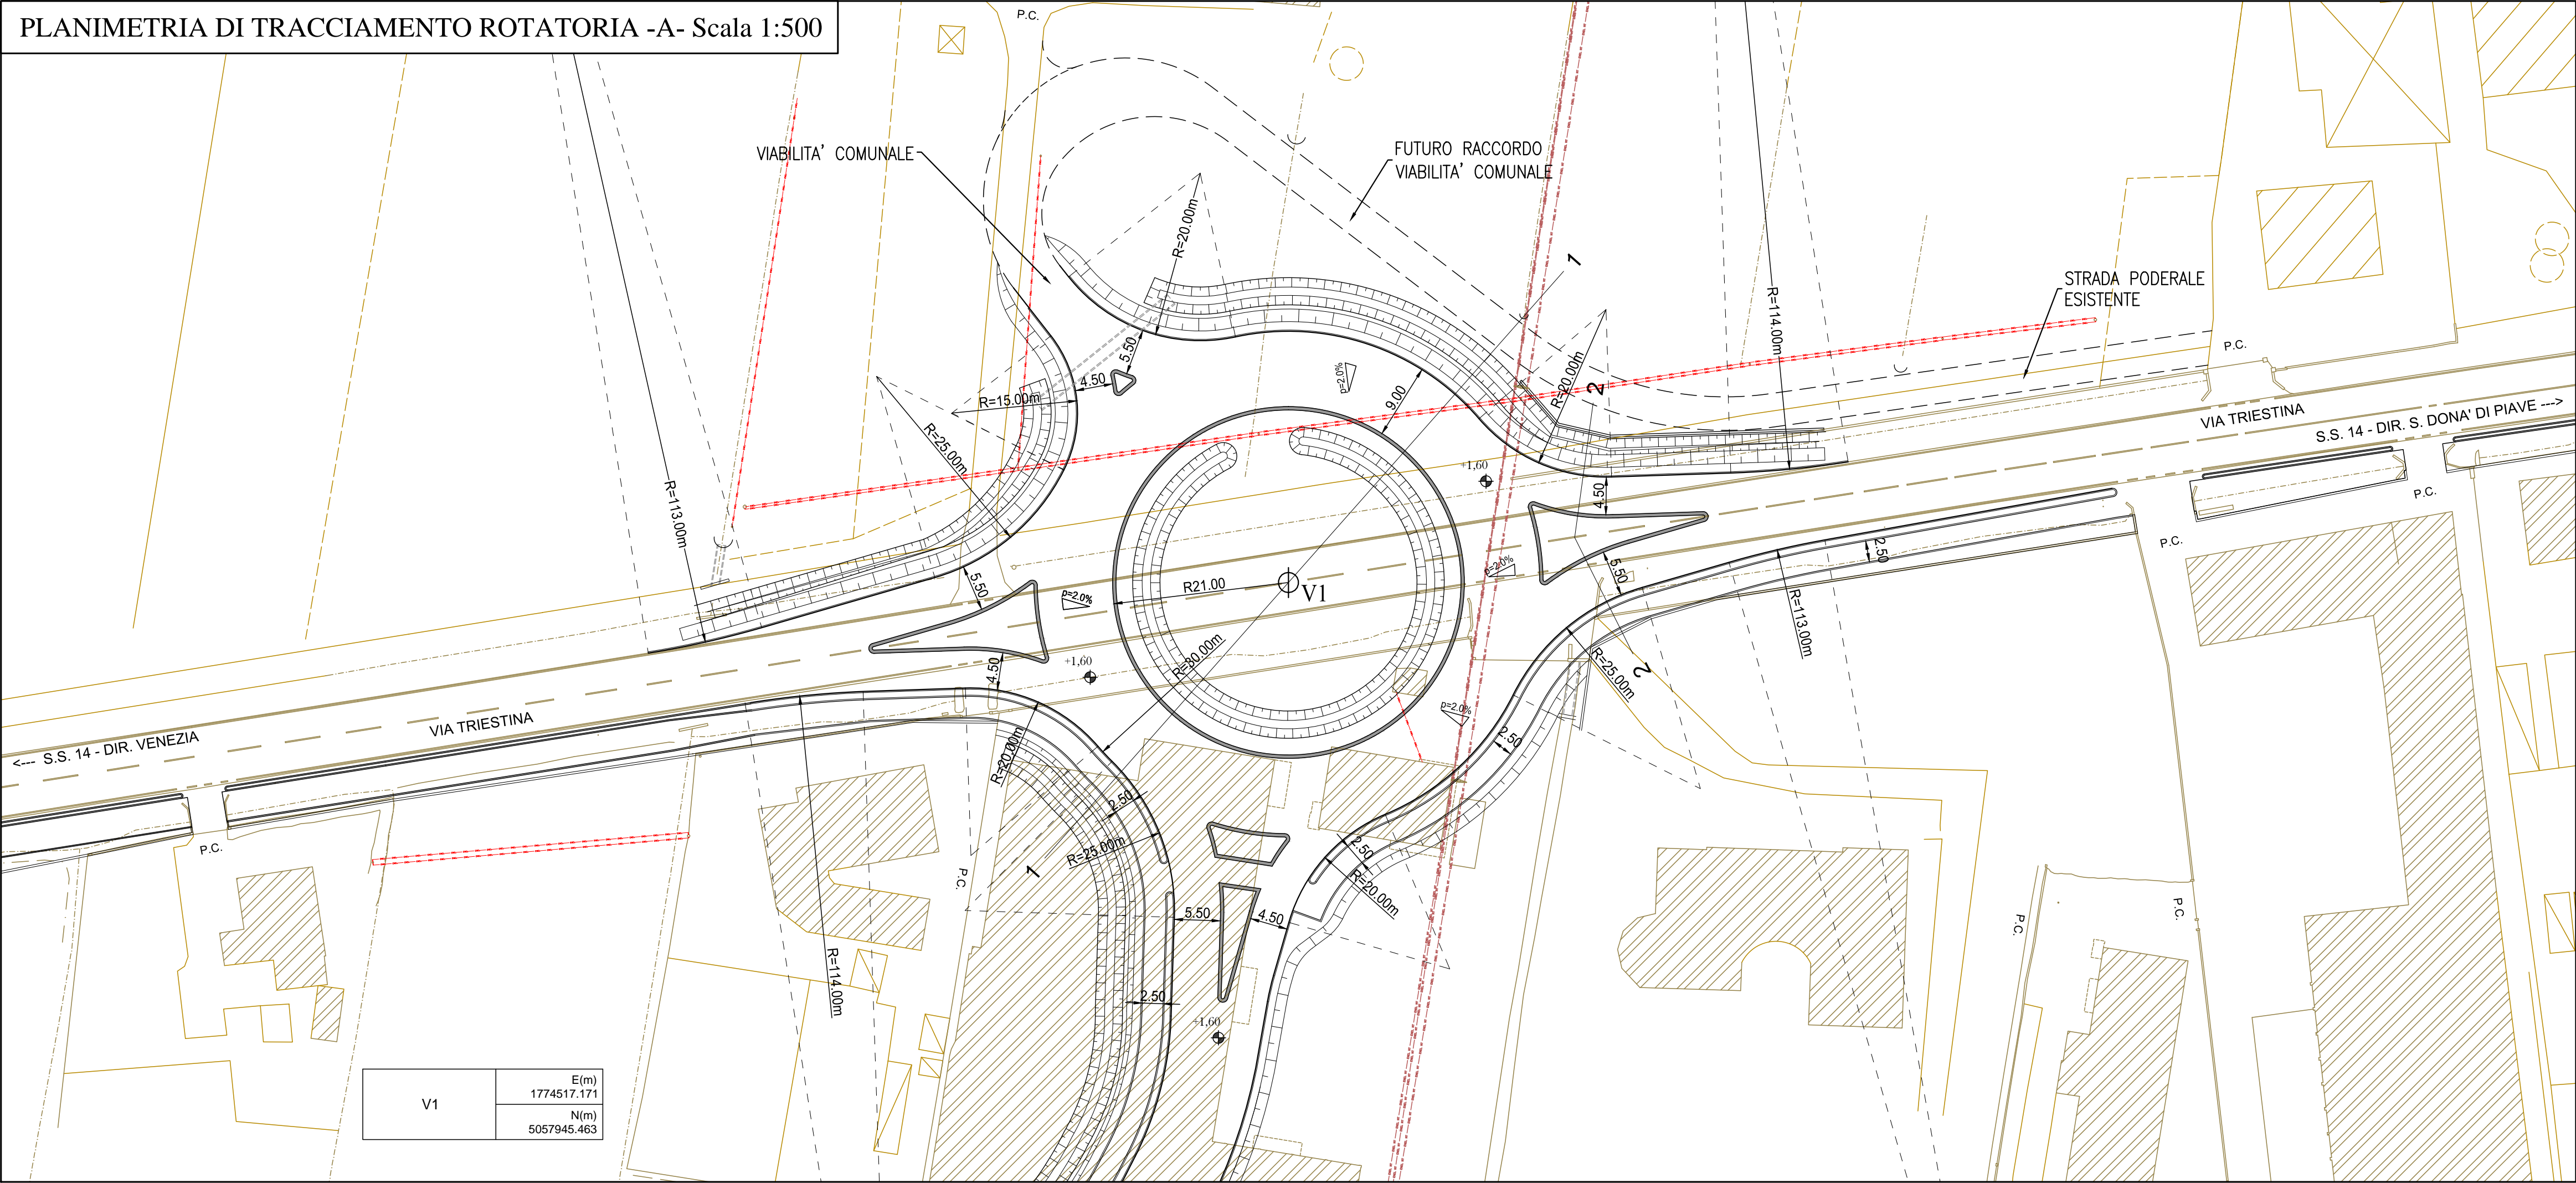 PLANIMETRIA DI TRACCIAMENTO ROTATORIA -A- Scala 1:500
P.C.
VIABILITA' COMUNALE
FUTURO RACCORDO
VIABILITA' COMUNALE
STRADA PODERALE
ESISTENTE
R=20.00m
1
R=114.00m
P.C.
5.50
4.50
R=15.00m
p=2.0%
9.00
R=20.00m
2
VIA TRIESTINA
S.S. 14 - DIR. S. DONA' DI PIAVE --->
R=25.00m
R=113.00m
+1,60
4.50
P.C.
P.C.
5.50
p=2.0%
R21.00
V1
p=2.0%
5.50
2.50
R=113.00m
4.50
+1,60
R=30.00m
R=25.00m
2
p=2.0%
VIA TRIESTINA
<--- S.S. 14 - DIR. VENEZIA
R=20.00m
2.50
2.50
R=25.00m
1
P.C.
P.C.
2.50
R=20.00m
5.50
4.50
P.C.
P.C.
R=114.00m
2.50
+1,60
V1
E(m)
1774517.171
N(m)
5057945.463